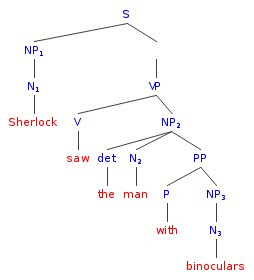 S
NP1
N1 VP
Sherlock V NP2
saw det N2 PP
the man P NP3
with N3
binoculars